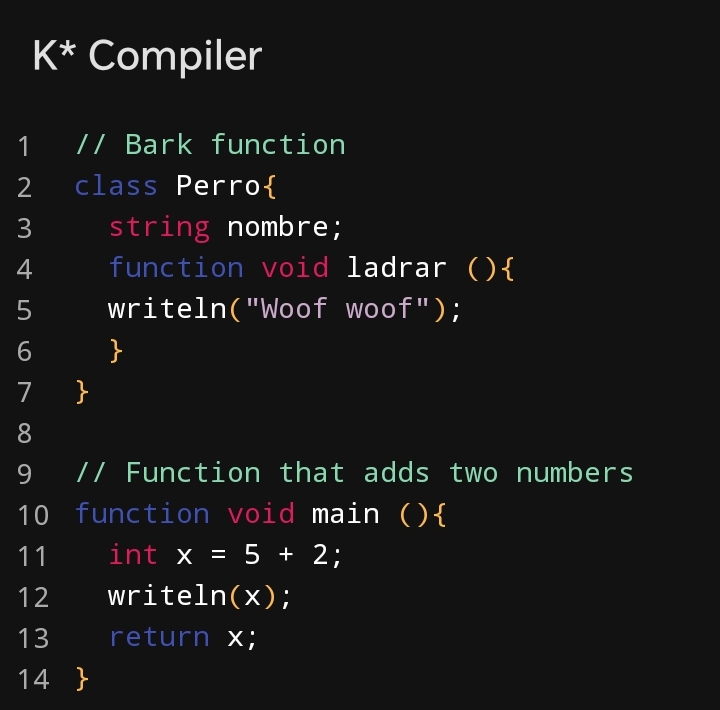 K* Compiler
1 // Bark function
2 class Perro{
3 string nombre;
4 function void ladrar (){
5 writeln("Woof woof");
6 }
7 }
8
9 // Function that adds two numbers
10 function void main (){
11 int x = 5 + 2;
12 writeln(x);
13 return x;
14 }